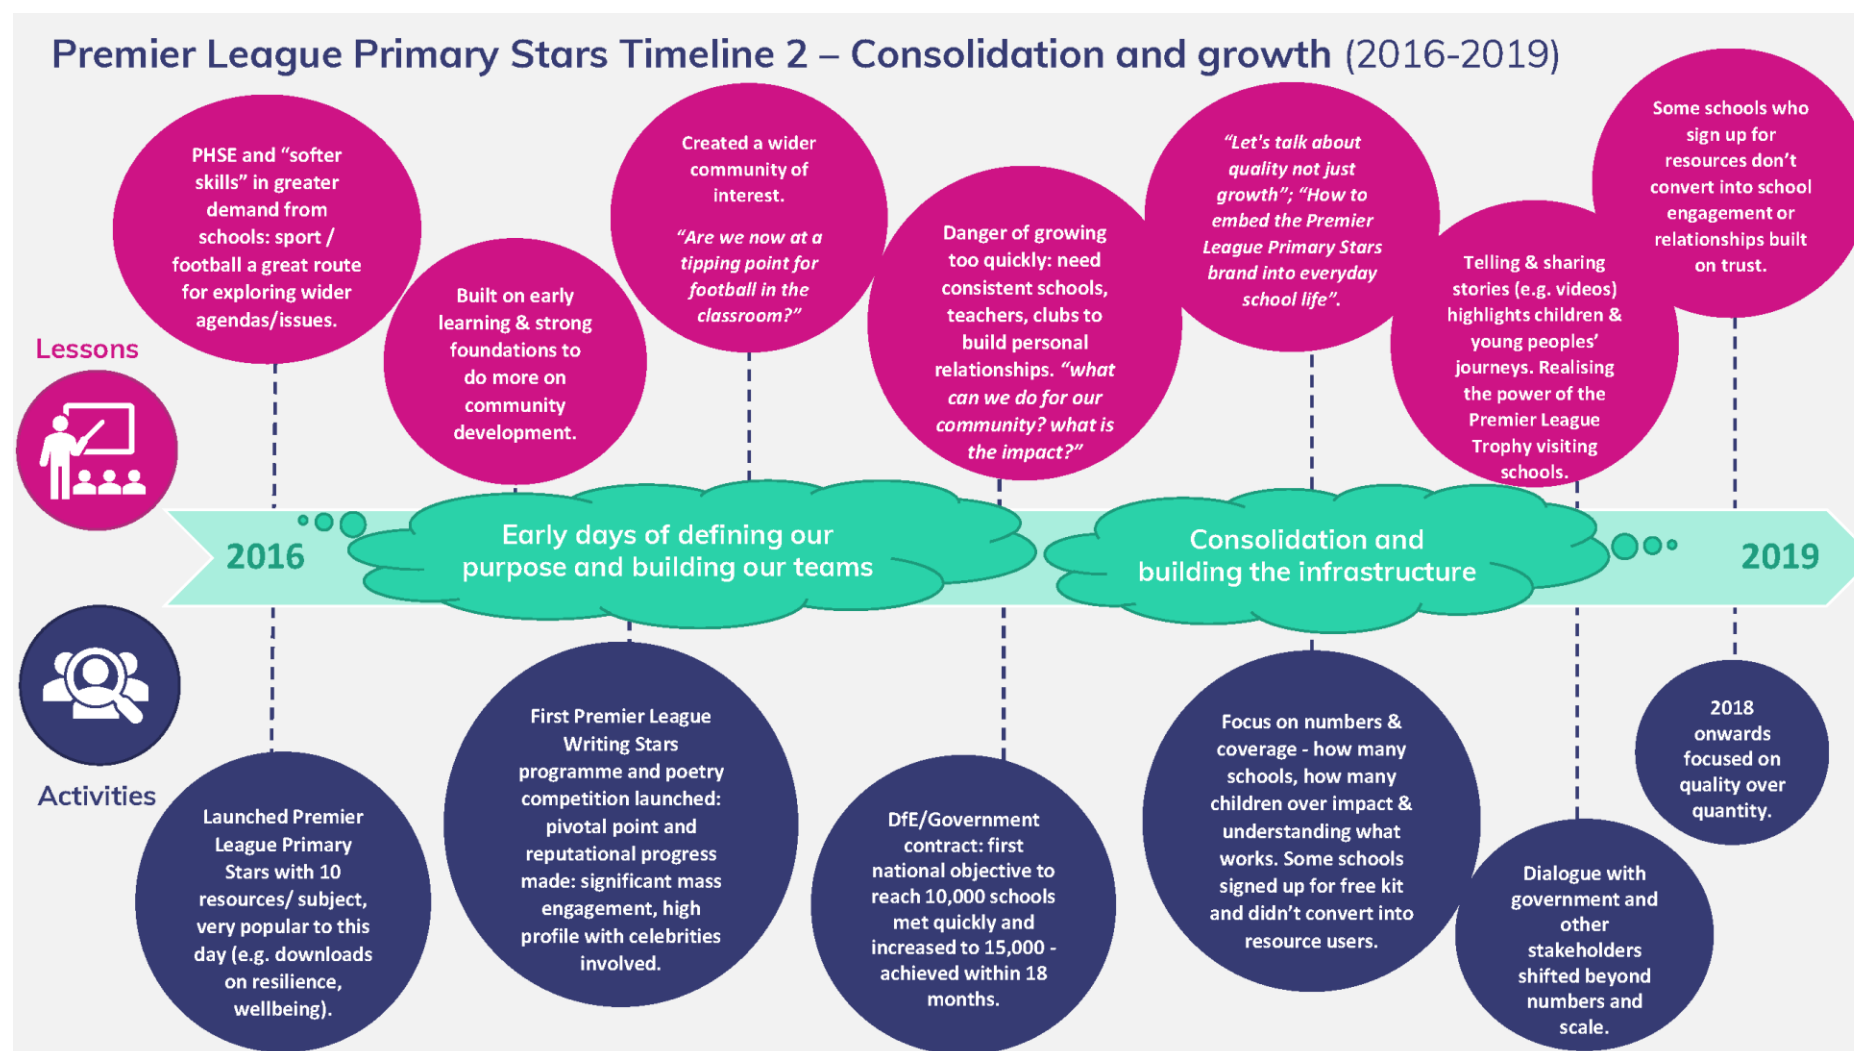 Premier League Primary Stars Timeline 2 – Consolidation and growth (2016-2019)
PHSE and “softer
skills” in greater
demand from
schools: sport /
football a great route
for exploring wider
agendas/issues.
Built on early
learning & strong
foundations to
do more on
community
development.
Created a wider
community of
interest.
“Are we now at a
tipping point for
football in the
classroom?”
Danger of growing
too quickly: need
consistent schools,
teachers, clubs to
build personal
relationships. “what
can we do for our
community? what is
the impact?”
“Let's talk about
quality not just
growth”; “How to
embed the Premier
League Primary Stars
brand into everyday
school life”.
Telling & sharing
stories (e.g. videos)
highlights children &
young peoples’
journeys. Realising
the power of the
Premier League
Trophy visiting
schools.
Some schools who
sign up for
resources don’t
convert into school
engagement or
relationships built
on trust.
Lessons
2016
Early days of defining our
purpose and building our teams
Consolidation and
building the infrastructure
2019
Activities
Launched Premier
League Primary
Stars with 10
resources/ subject,
very popular to this
day (e.g. downloads
on resilience,
wellbeing).
First Premier League
Writing Stars
programme and poetry
competition launched:
pivotal point and
reputational progress
made: significant mass
engagement, high
profile with celebrities
involved.
DfE/Government
contract: first
national objective to
reach 10,000 schools
met quickly and
increased to 15,000 -
achieved within 18
months.
Focus on numbers &
coverage - how many
schools, how many
children over impact &
understanding what
works. Some schools
signed up for free kit
and didn’t convert into
resource users.
Dialogue with
government and
other
stakeholders
shifted beyond
numbers and
scale.
2018
onwards
focused on
quality over
quantity.